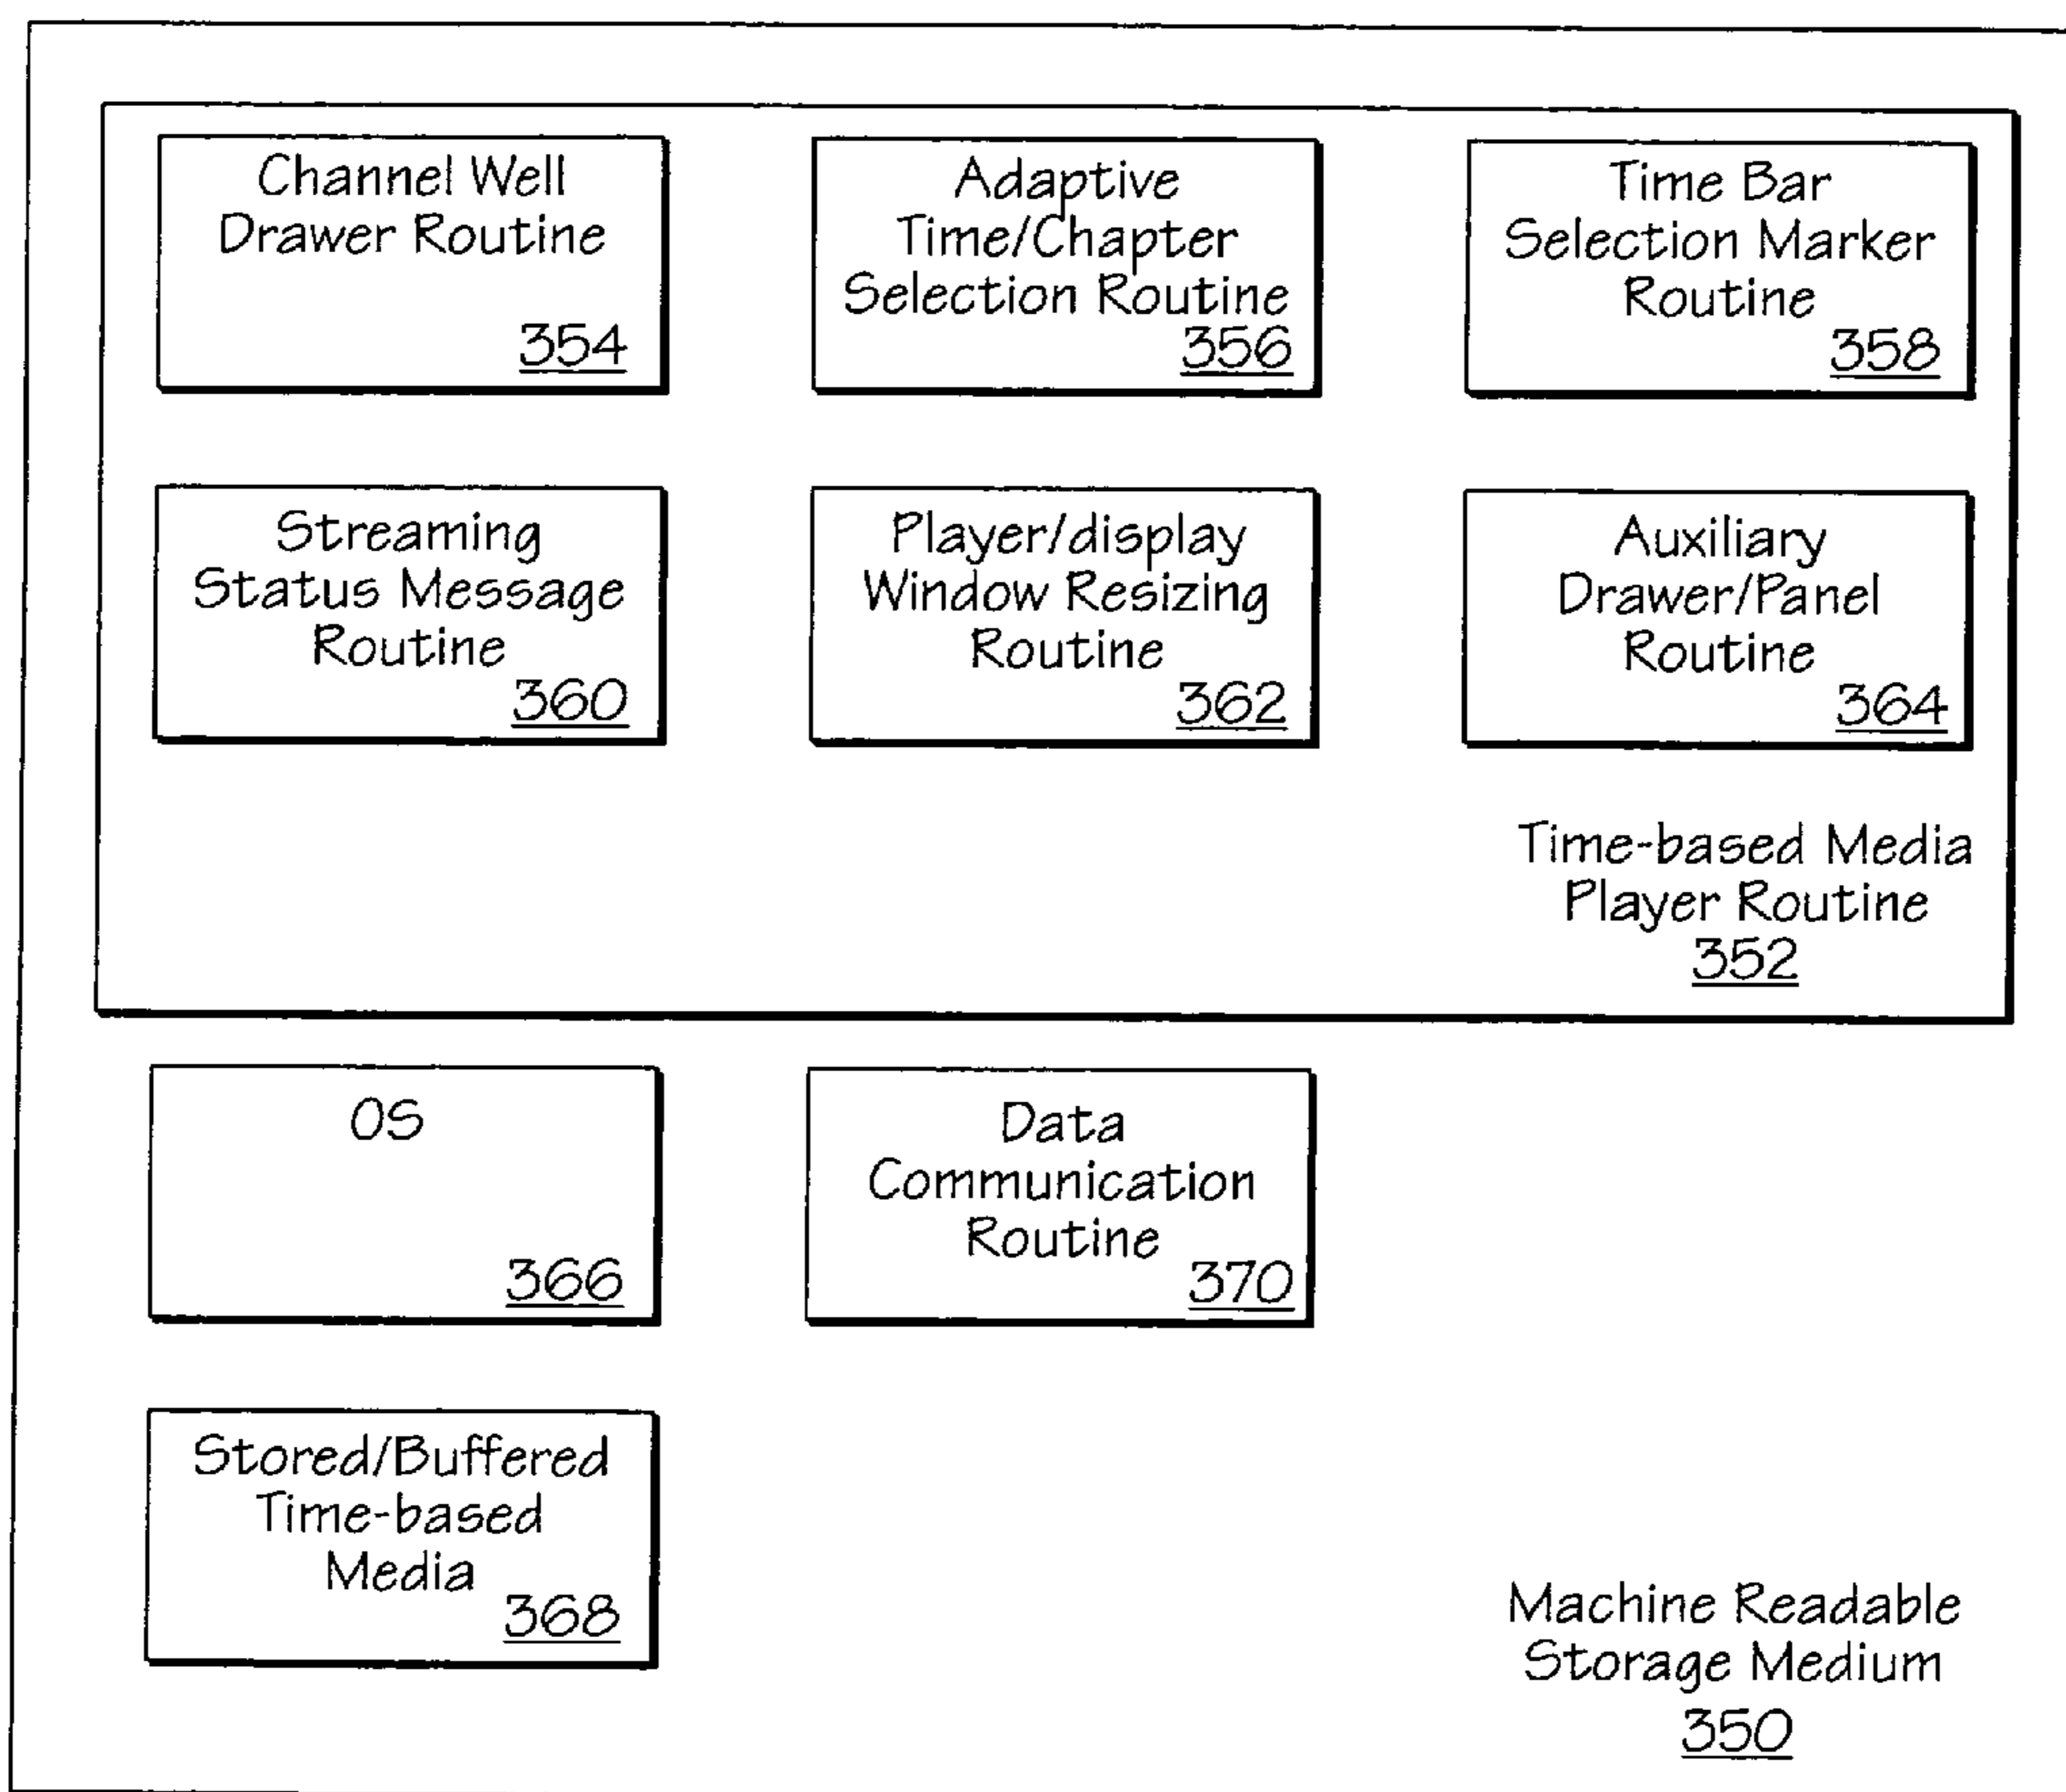 Channel Well
Drawer Routine
354
Adaptive
Time/Chapter
Selection Routine
356
Time Bar
Selection Marker
Routine
358
Streaming
Status Message
Routine
360
Player/display
Window Resizing
Routine
362
Auxiliary
Drawer/Panel
Routine
364
Time-based Media
Player Routine
352
OS
366
Data
Communication
Routine
370
Stored/Buffered
Time-based
Media
368
Machine Readable
Storage Medium
350